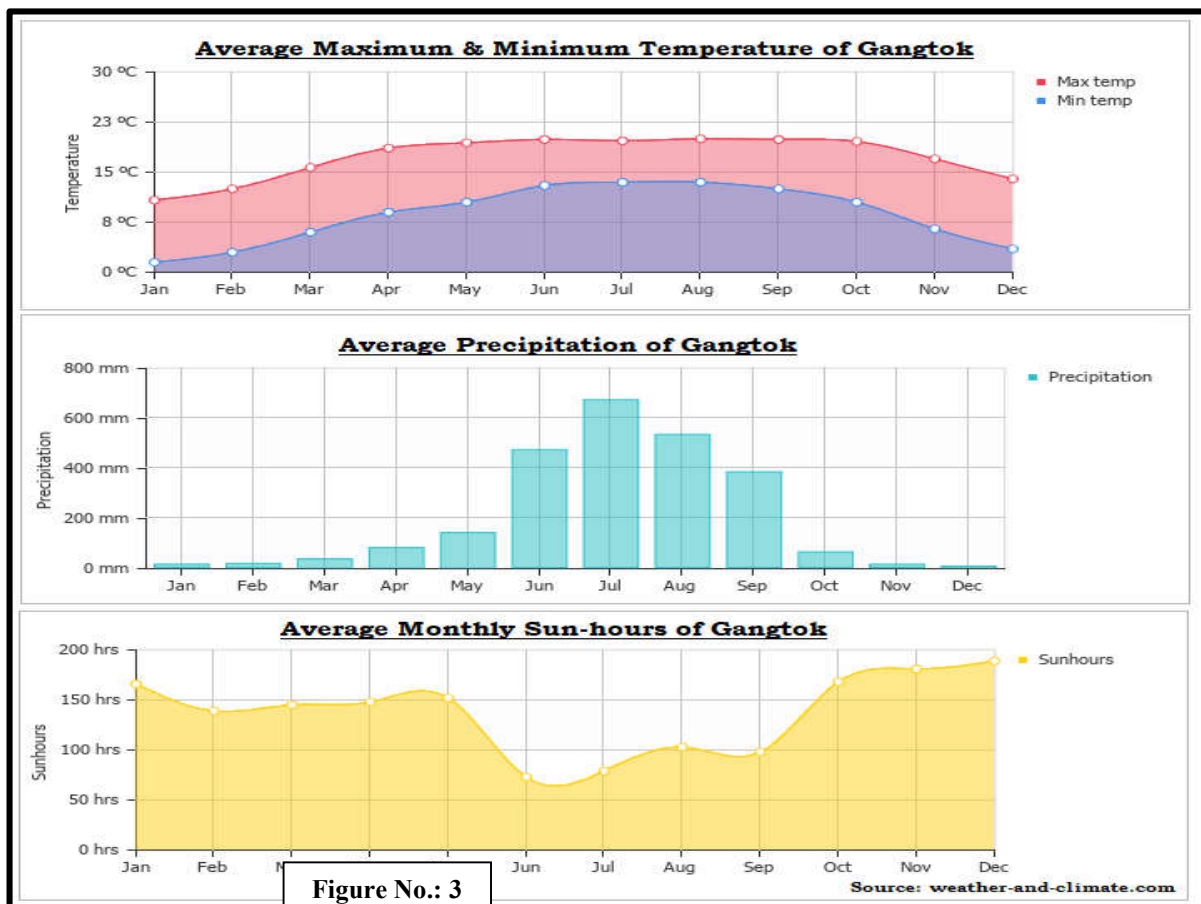 Average Maximum & Minimum Temperature of Gangtok
30 ºC
23 ºC
15 ºC
8 ºC
0 ºC
Temperature
Max temp
Min temp
Jan Feb Mar Apr May Jun Jul Aug Sep Oct Nov Dec
Average Precipitation of Gangtok
800 mm
600 mm
400 mm
200 mm
0 mm
Precipitation
Precipitation
Jan Feb Mar Apr May Jun Jul Aug Sep Oct Nov Dec
Average Monthly Sun-hours of Gangtok
200 hrs
150 hrs
100 hrs
50 hrs
0 hrs
Sunhours
Sunhours
Jan Feb Jun Jul Aug Sep Oct Nov Dec
Figure No.: 3
Source: weather-and-climate.com